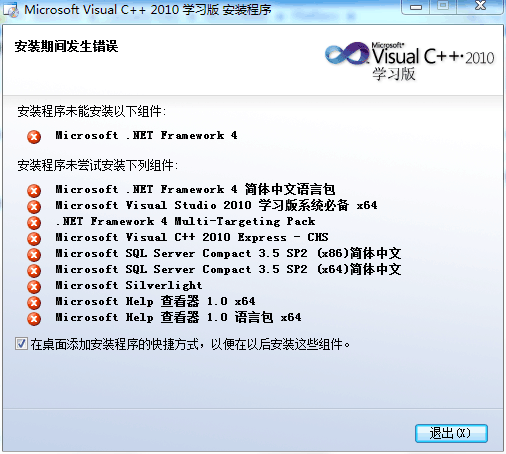 Microsoft Visual C++ 2010 学习版 安装程序
安装期间发生错误
Microsoft®
Visual C++® 2010
学习版
安装程序未能安装以下组件:
Microsoft .NET Framework 4
安装程序未尝试安装下列组件:
Microsoft .NET Framework 4 简体中文语言包
Microsoft Visual Studio 2010 学习版系统必备 x64
.NET Framework 4 Multi-Targeting Pack
Microsoft Visual C++ 2010 Express - CHS
Microsoft SQL Server Compact 3.5 SP2 (x86)简体中文
Microsoft SQL Server Compact 3.5 SP2 (x64)简体中文
Microsoft Silverlight
Microsoft Help 查看器 1.0 x64
Microsoft Help 查看器 1.0 语言包 x64
在桌面添加安装程序的快捷方式，以便在以后安装这些组件。
退出(X)